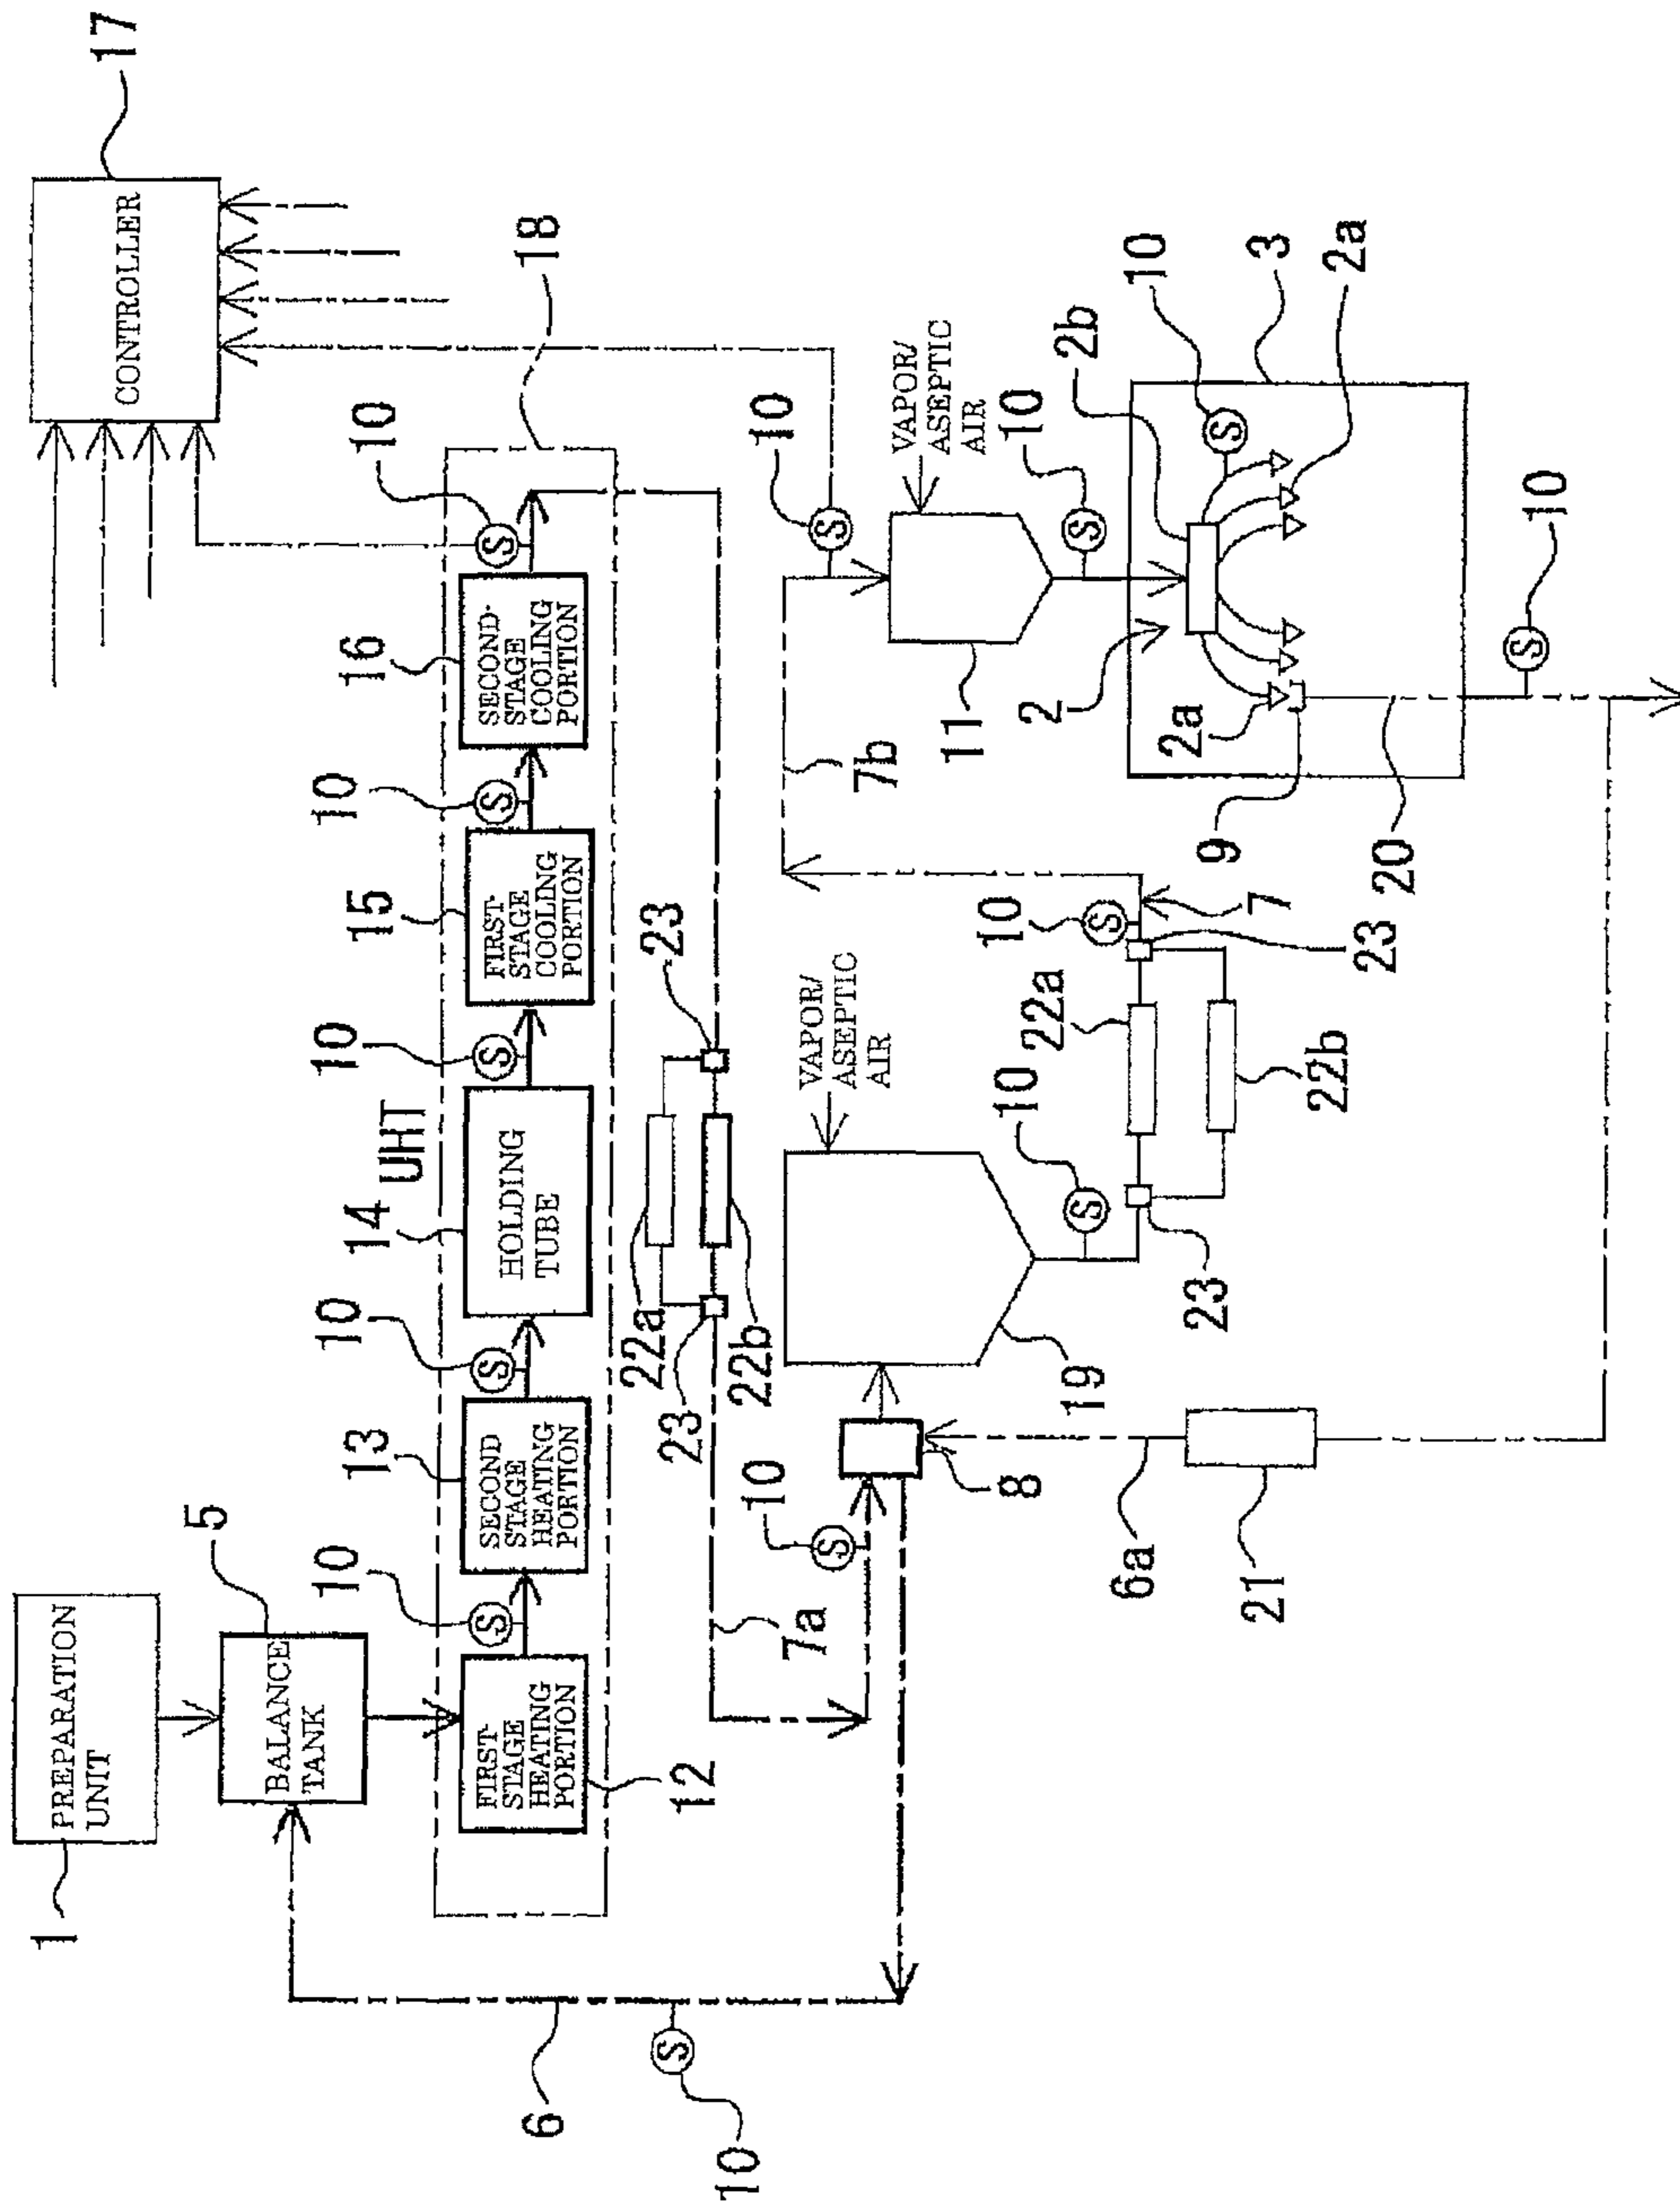 PREPARATION
UNIT
1
BALANCE
TANK
5
6
10
FIRST-
STAGE
HEATING
PORTION
12
10
S
SECOND
STAGE
HEATING
PORTION
13
10
S
HOLDING
TUBE
14
UHT
10
S
FIRST-
STAGE
COOLING
PORTION
15
10
S
SECOND-
STAGE
COOLING
PORTION
16
10
S
18
CONTROLLER
17
S
7a
23
22a
22b
23
10
S
8
6a
21
19
VAPOR/
ASEPTIC
AIR
10
S
23
22a
22b
23
10
S
7
7b
10
S
VAPOR/
ASEPTIC
AIR
11
10
S
2
2b
10
S
3
2a
2a
9
20
10
S